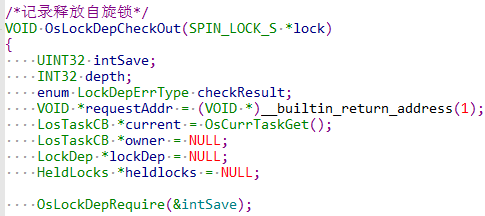 /*记录释放自旋锁*/
VOID OsLockDepCheckOut(SPIN_LOCK_S *lock)
{
    UINT32 intSave;
    INT32 depth;
    enum LockDepErrType checkResult;
    VOID *requestAddr = (VOID *)__builtin_return_address(1);
    LosTaskCB *current = OsCurrTaskGet();
    LosTaskCB *owner = NULL;
    LockDep *lockDep = NULL;
    HeldLocks *heldlocks = NULL;

    OsLockDepRequire(&intSave);